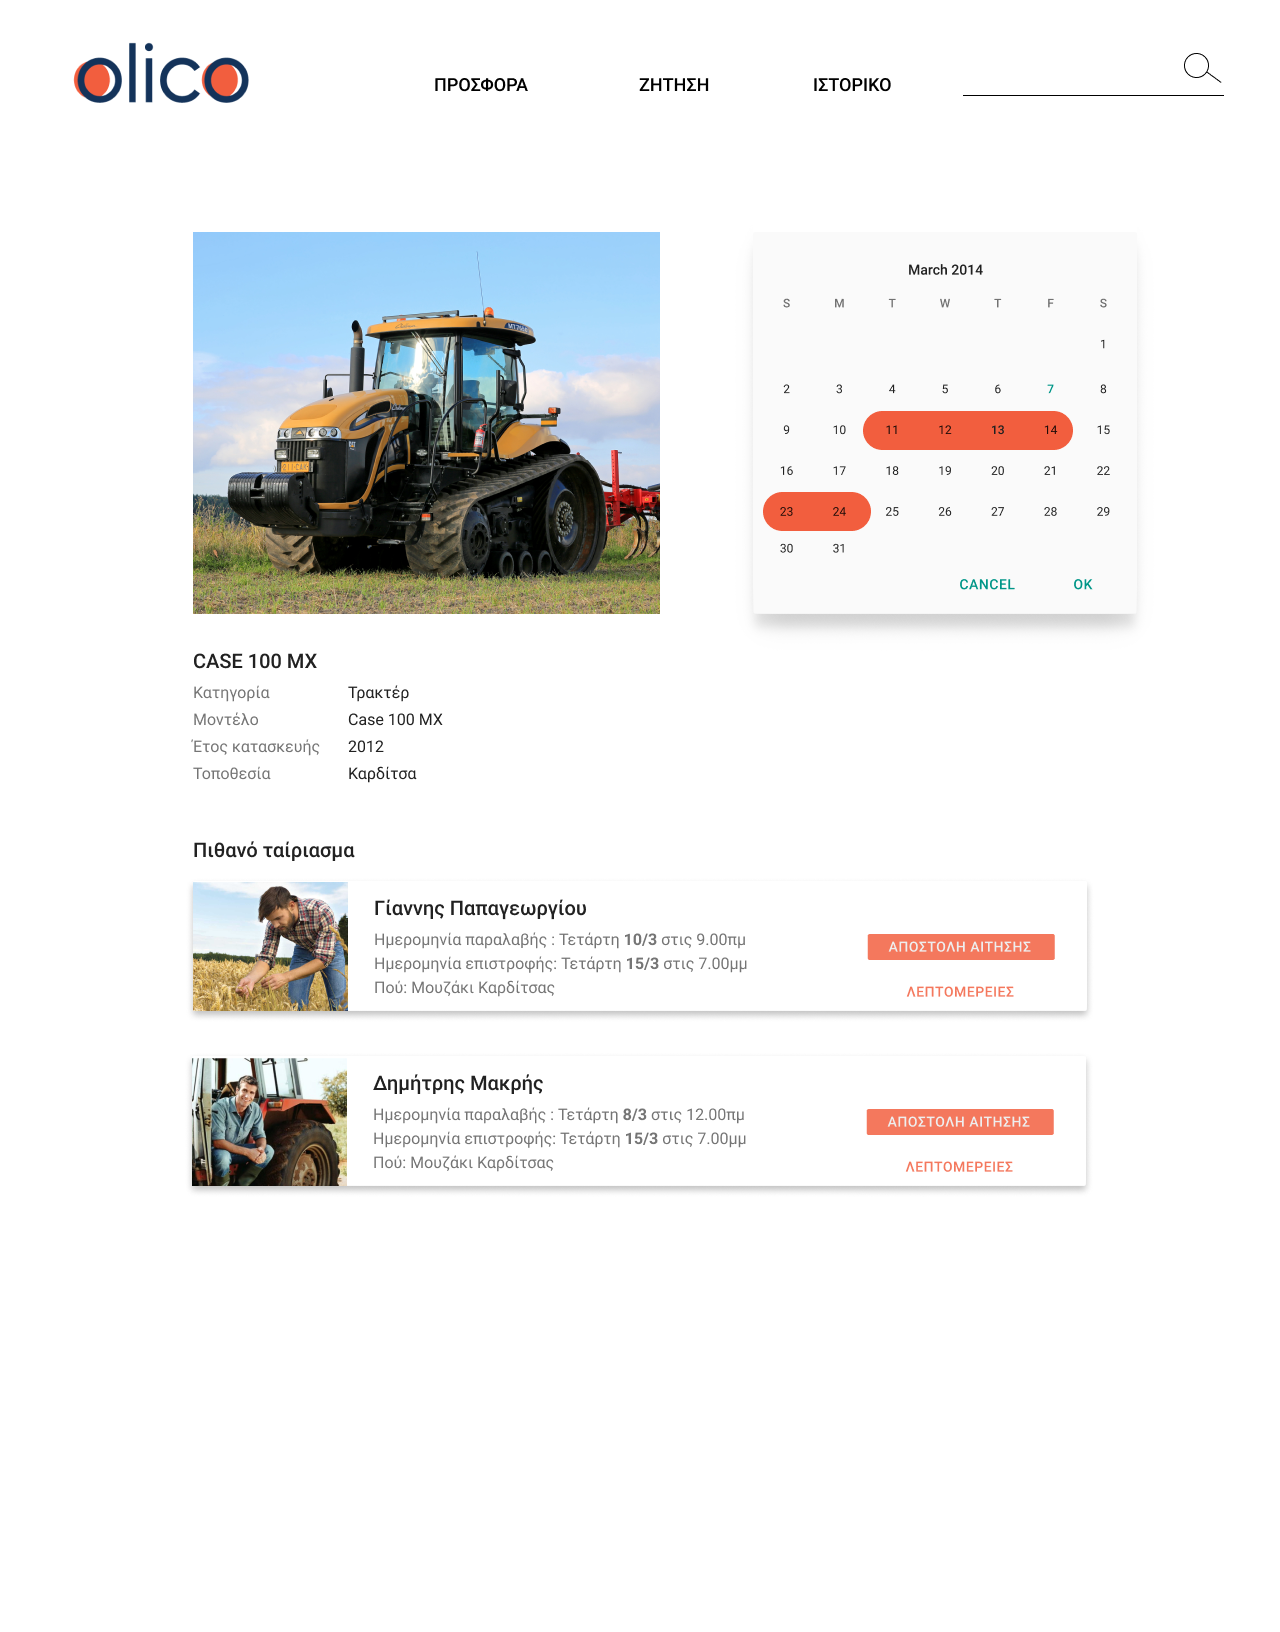 olico
ΠΡΟΣΦΟΡΑ ΖΗΤΗΣΗ ΙΣΤΟΡΙΚΟ
March 2014
S M T W T F S
1
2 3 4 5 6 7 8
9 10 11 12 13 14 15
16 17 18 19 20 21 22
23 24 25 26 27 28 29
30 31
CANCEL OK
CASE 100 MX
Κατηγορία Τρακτέρ
Μοντέλο Case 100 MX
Έτος κατασκευής 2012
Τοποθεσία Καρδίτσα
Πιθανό ταίριασμα
Γίαννης Παπαγεωργίου
Ημερομηνία παραλαβής : Τετάρτη 10/3 στις 9.00πμ
Ημερομηνία επιστροφής: Τετάρτη 15/3 στις 7.00μμ
Πού: Μουζάκι Καρδίτσας
ΑΠΟΣΤΟΛΗ ΑΙΤΗΣΗΣ
ΛΕΠΤΟΜΕΡΕΙΕΣ
Δημήτρης Μακρής
Ημερομηνία παραλαβής : Τετάρτη 8/3 στις 12.00πμ
Ημερομηνία επιστροφής: Τετάρτη 15/3 στις 7.00μμ
Πού: Μουζάκι Καρδίτσας
ΑΠΟΣΤΟΛΗ ΑΙΤΗΣΗΣ
ΛΕΠΤΟΜΕΡΕΙΕΣ